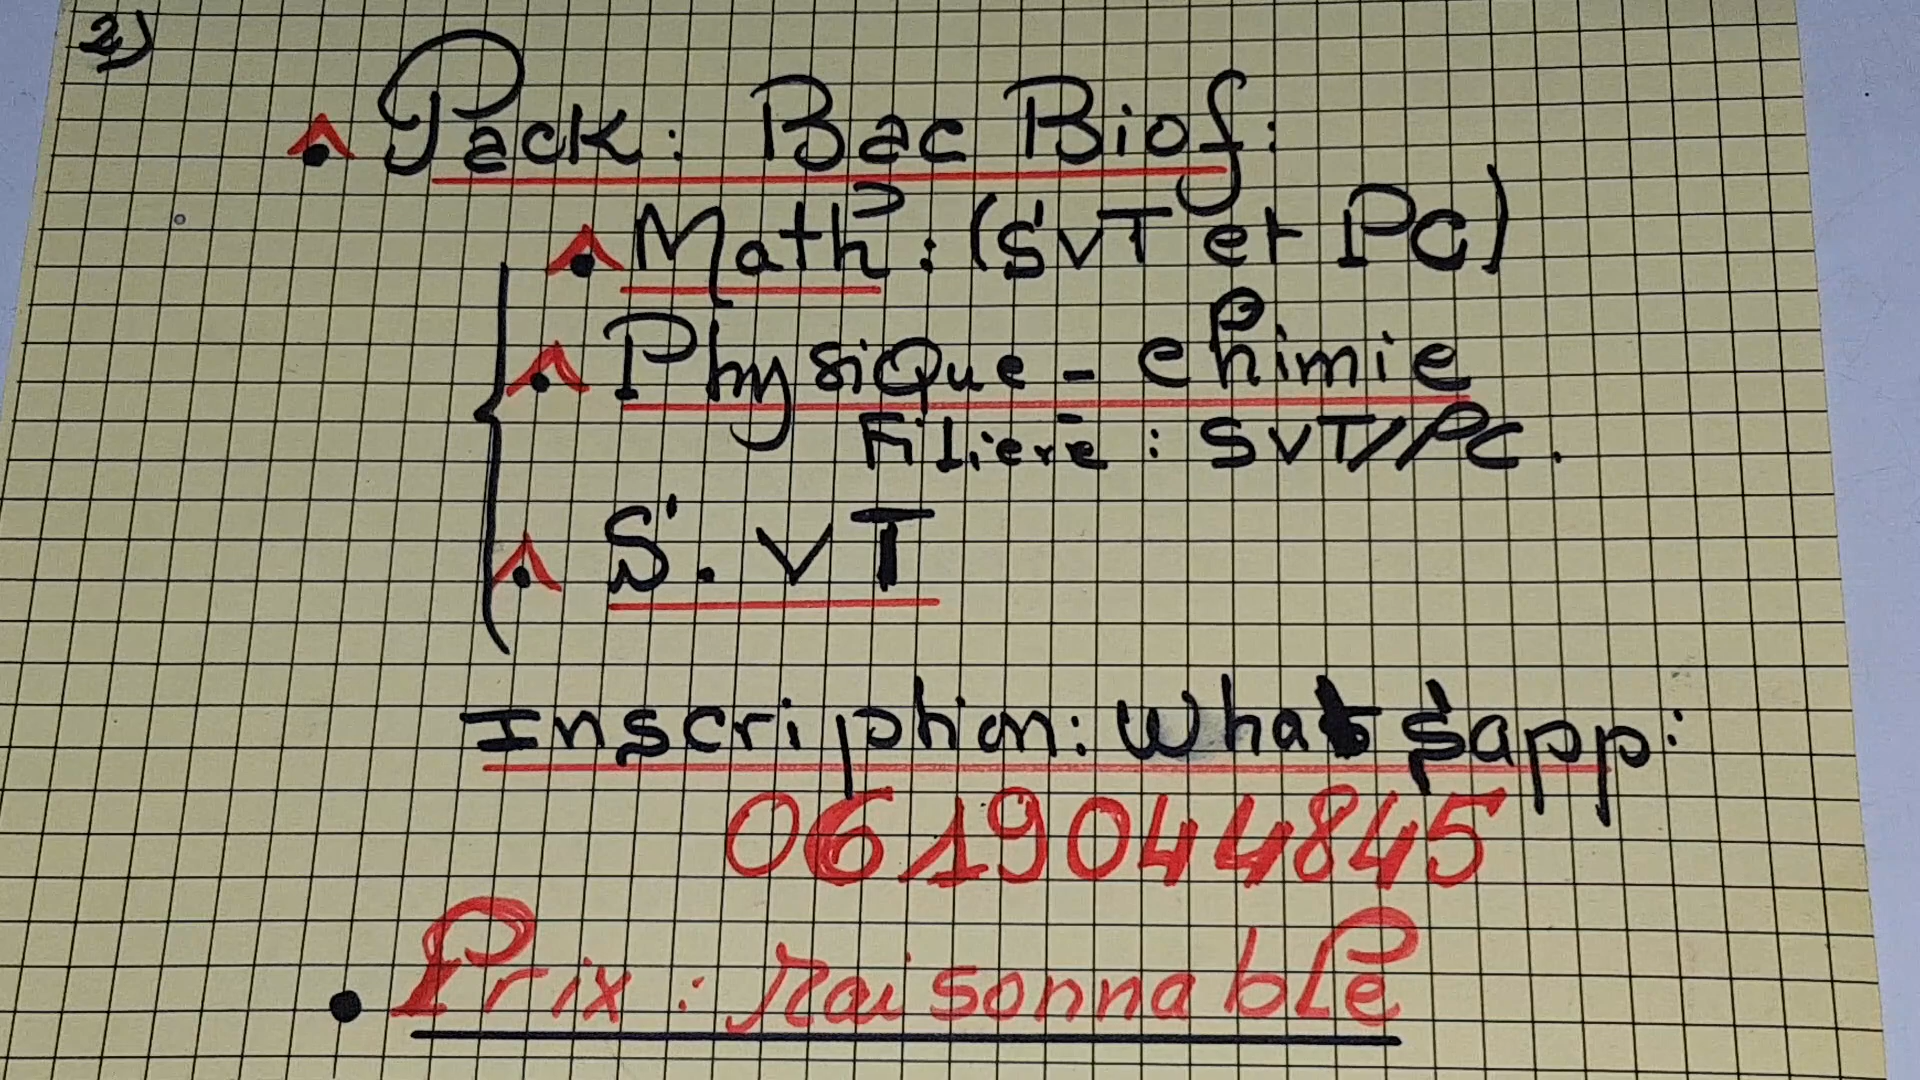 2)
Pack: Bac Biof:
Math: (SVT et PC)
Physique - chimie
Filière : SVT//PC.
S.VT
Inscription: Whatsapp:
0619044845
Prix : Raisonnable